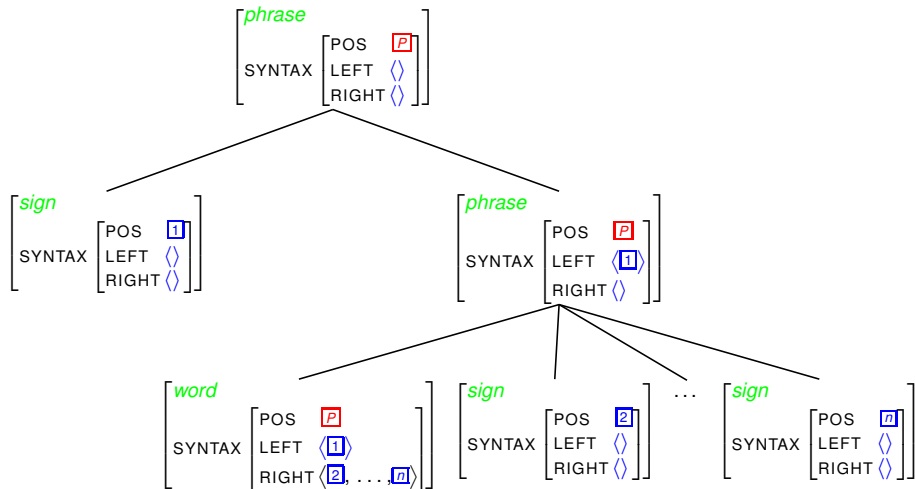 phrase
SYNTAX
POS P
LEFT ⟨⟩
RIGHT ⟨⟩
sign
SYNTAX
POS 1
LEFT ⟨⟩
RIGHT ⟨⟩
phrase
SYNTAX
POS P
LEFT ⟨1⟩
RIGHT ⟨⟩
word
SYNTAX
POS P
LEFT ⟨1⟩
RIGHT ⟨2, ..., n⟩
sign
SYNTAX
POS 2
LEFT ⟨⟩
RIGHT ⟨⟩
...
sign
SYNTAX
POS n
LEFT ⟨⟩
RIGHT ⟨⟩